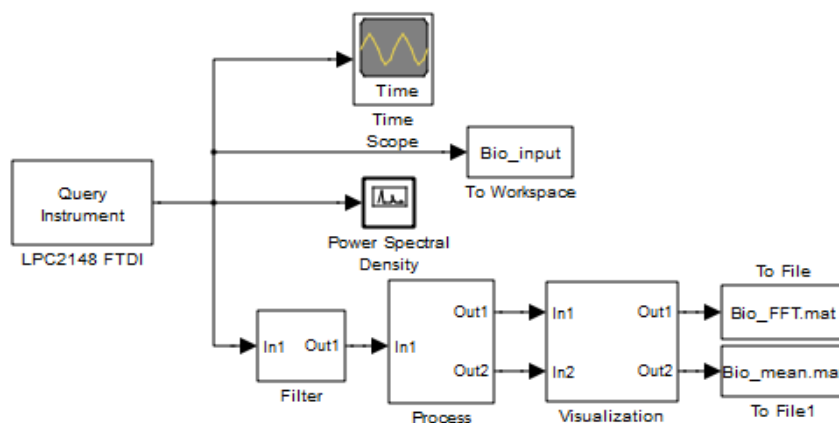 Time
Time
Scope
Bio_input
To Workspace
Query
Instrument
LPC2148 FTDI
Power Spectral
Density
To File
In1
Out1
Filter
In1
Out1
Out2
Process
In1
In2
Out1
Out2
Visualization
Bio_FFT.mat
Bio_mean.ma
To File1